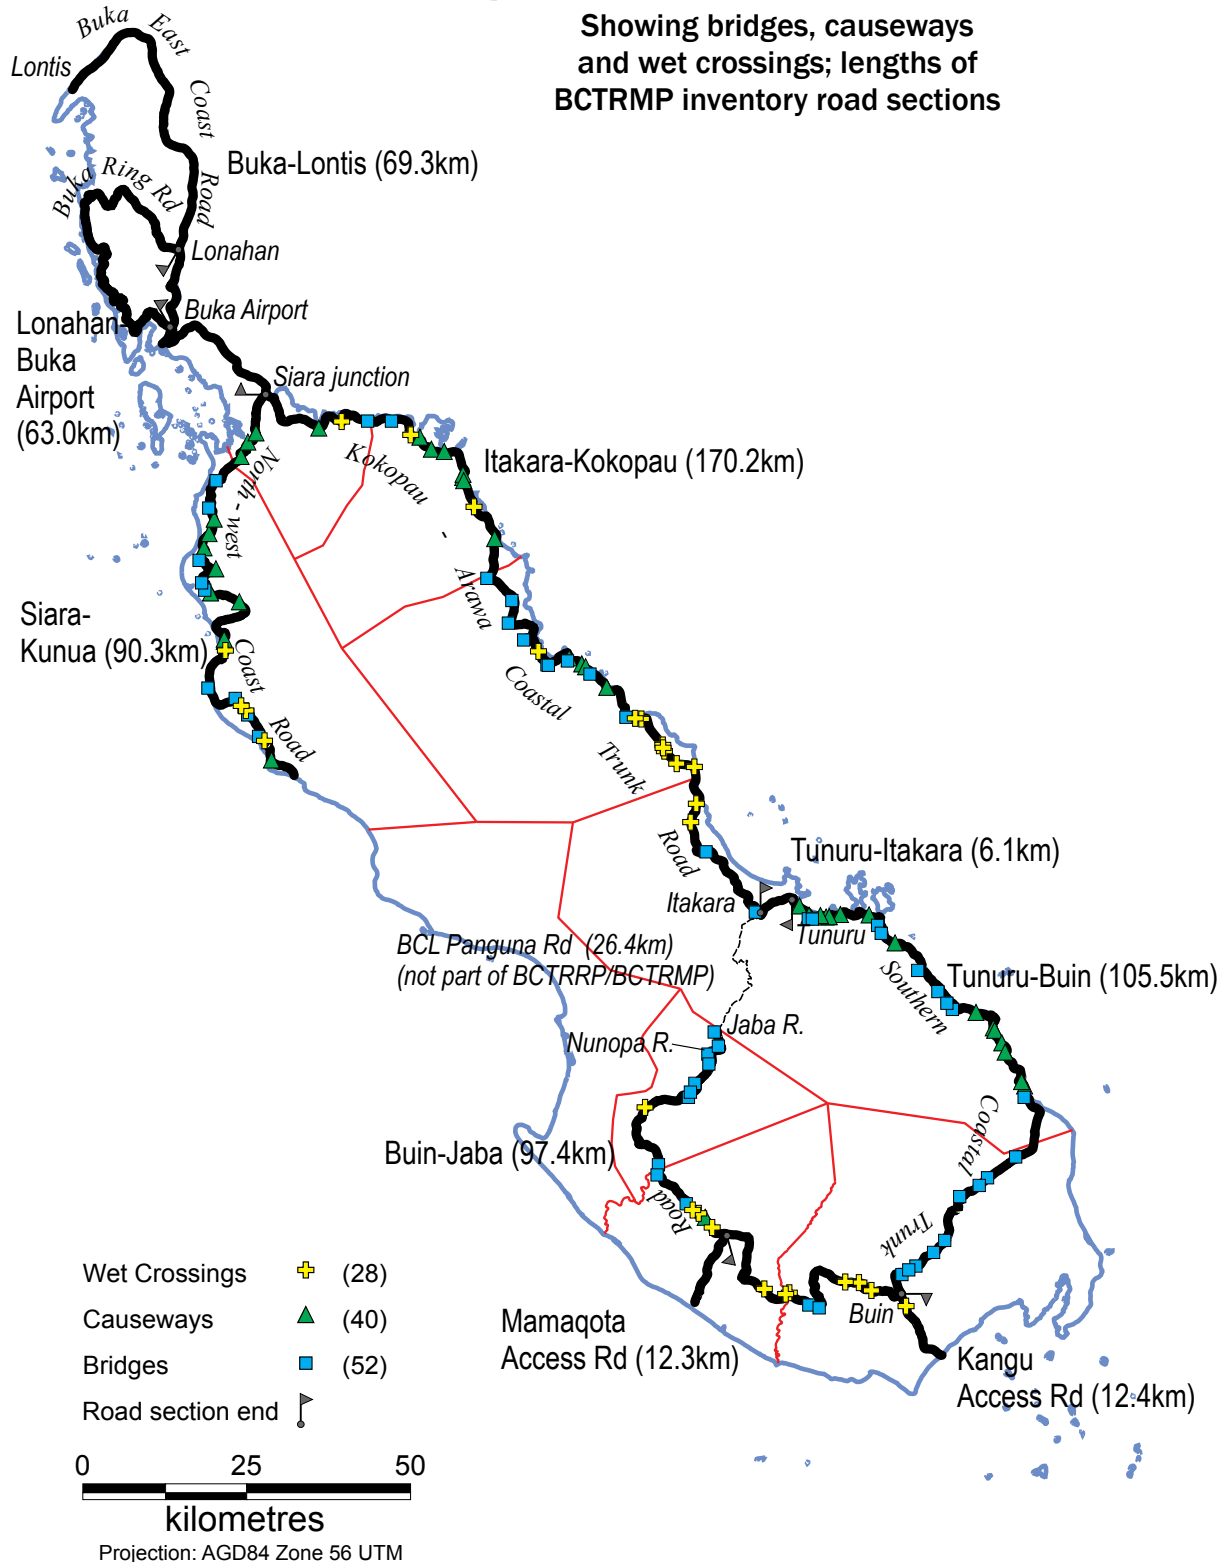 Showing bridges, causeways
and wet crossings; lengths of
BCTRMP inventory road sections
Buka East Coast Road
Lontis
Buka-Lontis (69.3km)
Buka Ring Rd
Lonahan
Buka Airport
Lonahan-
Buka
Airport
(63.0km)
Siara junction
North - west
Coast
Road
Kokopau - Arawa
Coastal
Trunk
Road
Itakara-Kokopau (170.2km)
Siara-
Kunua (90.3km)
Tunuru-Itakara (6.1km)
Itakara
Tunuru
BCL Panguna Rd (26.4km)
(not part of BCTRRP/BCTRMP)
Southern
Coastal
Trunk
Tunuru-Buin (105.5km)
Jaba R.
Nunopa R.
Buin-Jaba (97.4km)
Road
Buin
Mamaqota
Access Rd (12.3km)
Kangu
Access Rd (12.4km)
Wet Crossings (28)
Causeways (40)
Bridges (52)
Road section end
0 25 50
kilometres
Projection: AGD84 Zone 56 UTM